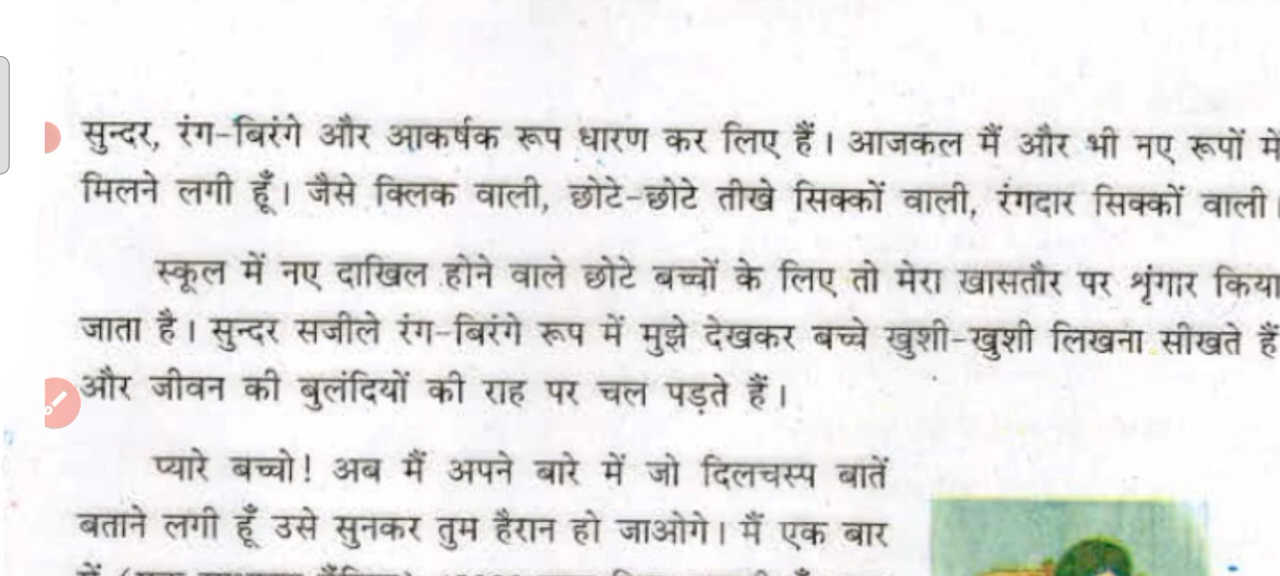 सुन्दर, रंग-बिरंगे और आकर्षक रूप धारण कर लिए हैं। आजकल मैं और भी नए रूपों में
मिलने लगी हूँ। जैसे क्लिक वाली, छोटे-छोटे तीखे सिक्कों वाली, रंगदार सिक्कों वाली।
स्कूल में नए दाखिल होने वाले छोटे बच्चों के लिए तो मेरा खासतौर पर शृंगार किया
जाता है। सुन्दर सजीले रंग-बिरंगे रूप में मुझे देखकर बच्चे खुशी-खुशी लिखना सीखते हैं
और जीवन की बुलंदियों की राह पर चल पड़ते हैं।
प्यारे बच्चो! अब मैं अपने बारे में जो दिलचस्प बातें
बताने लगी हूँ उसे सुनकर तुम हैरान हो जाओगे। मैं एक बार